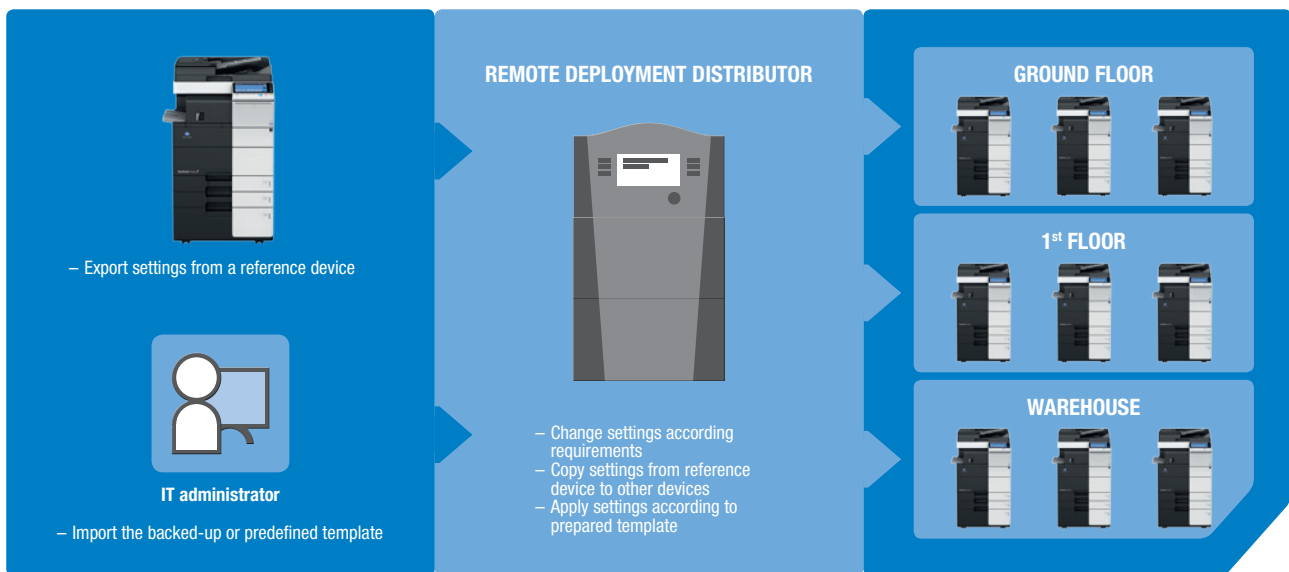 – Export settings from a reference device
IT administrator
– Import the backed-up or predefined template
REMOTE DEPLOYMENT DISTRIBUTOR
– Change settings according
requirements
– Copy settings from reference
device to other devices
– Apply settings according to
prepared template
GROUND FLOOR
1st FLOOR
WAREHOUSE